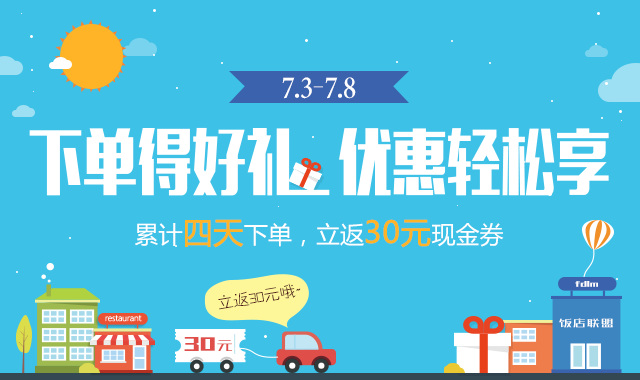 7.3-7.8
下单得好礼 优惠轻松享
累计四天下单，立返30元现金券
立返30元哦~
fdlm
restaurant
饭店联盟
30元